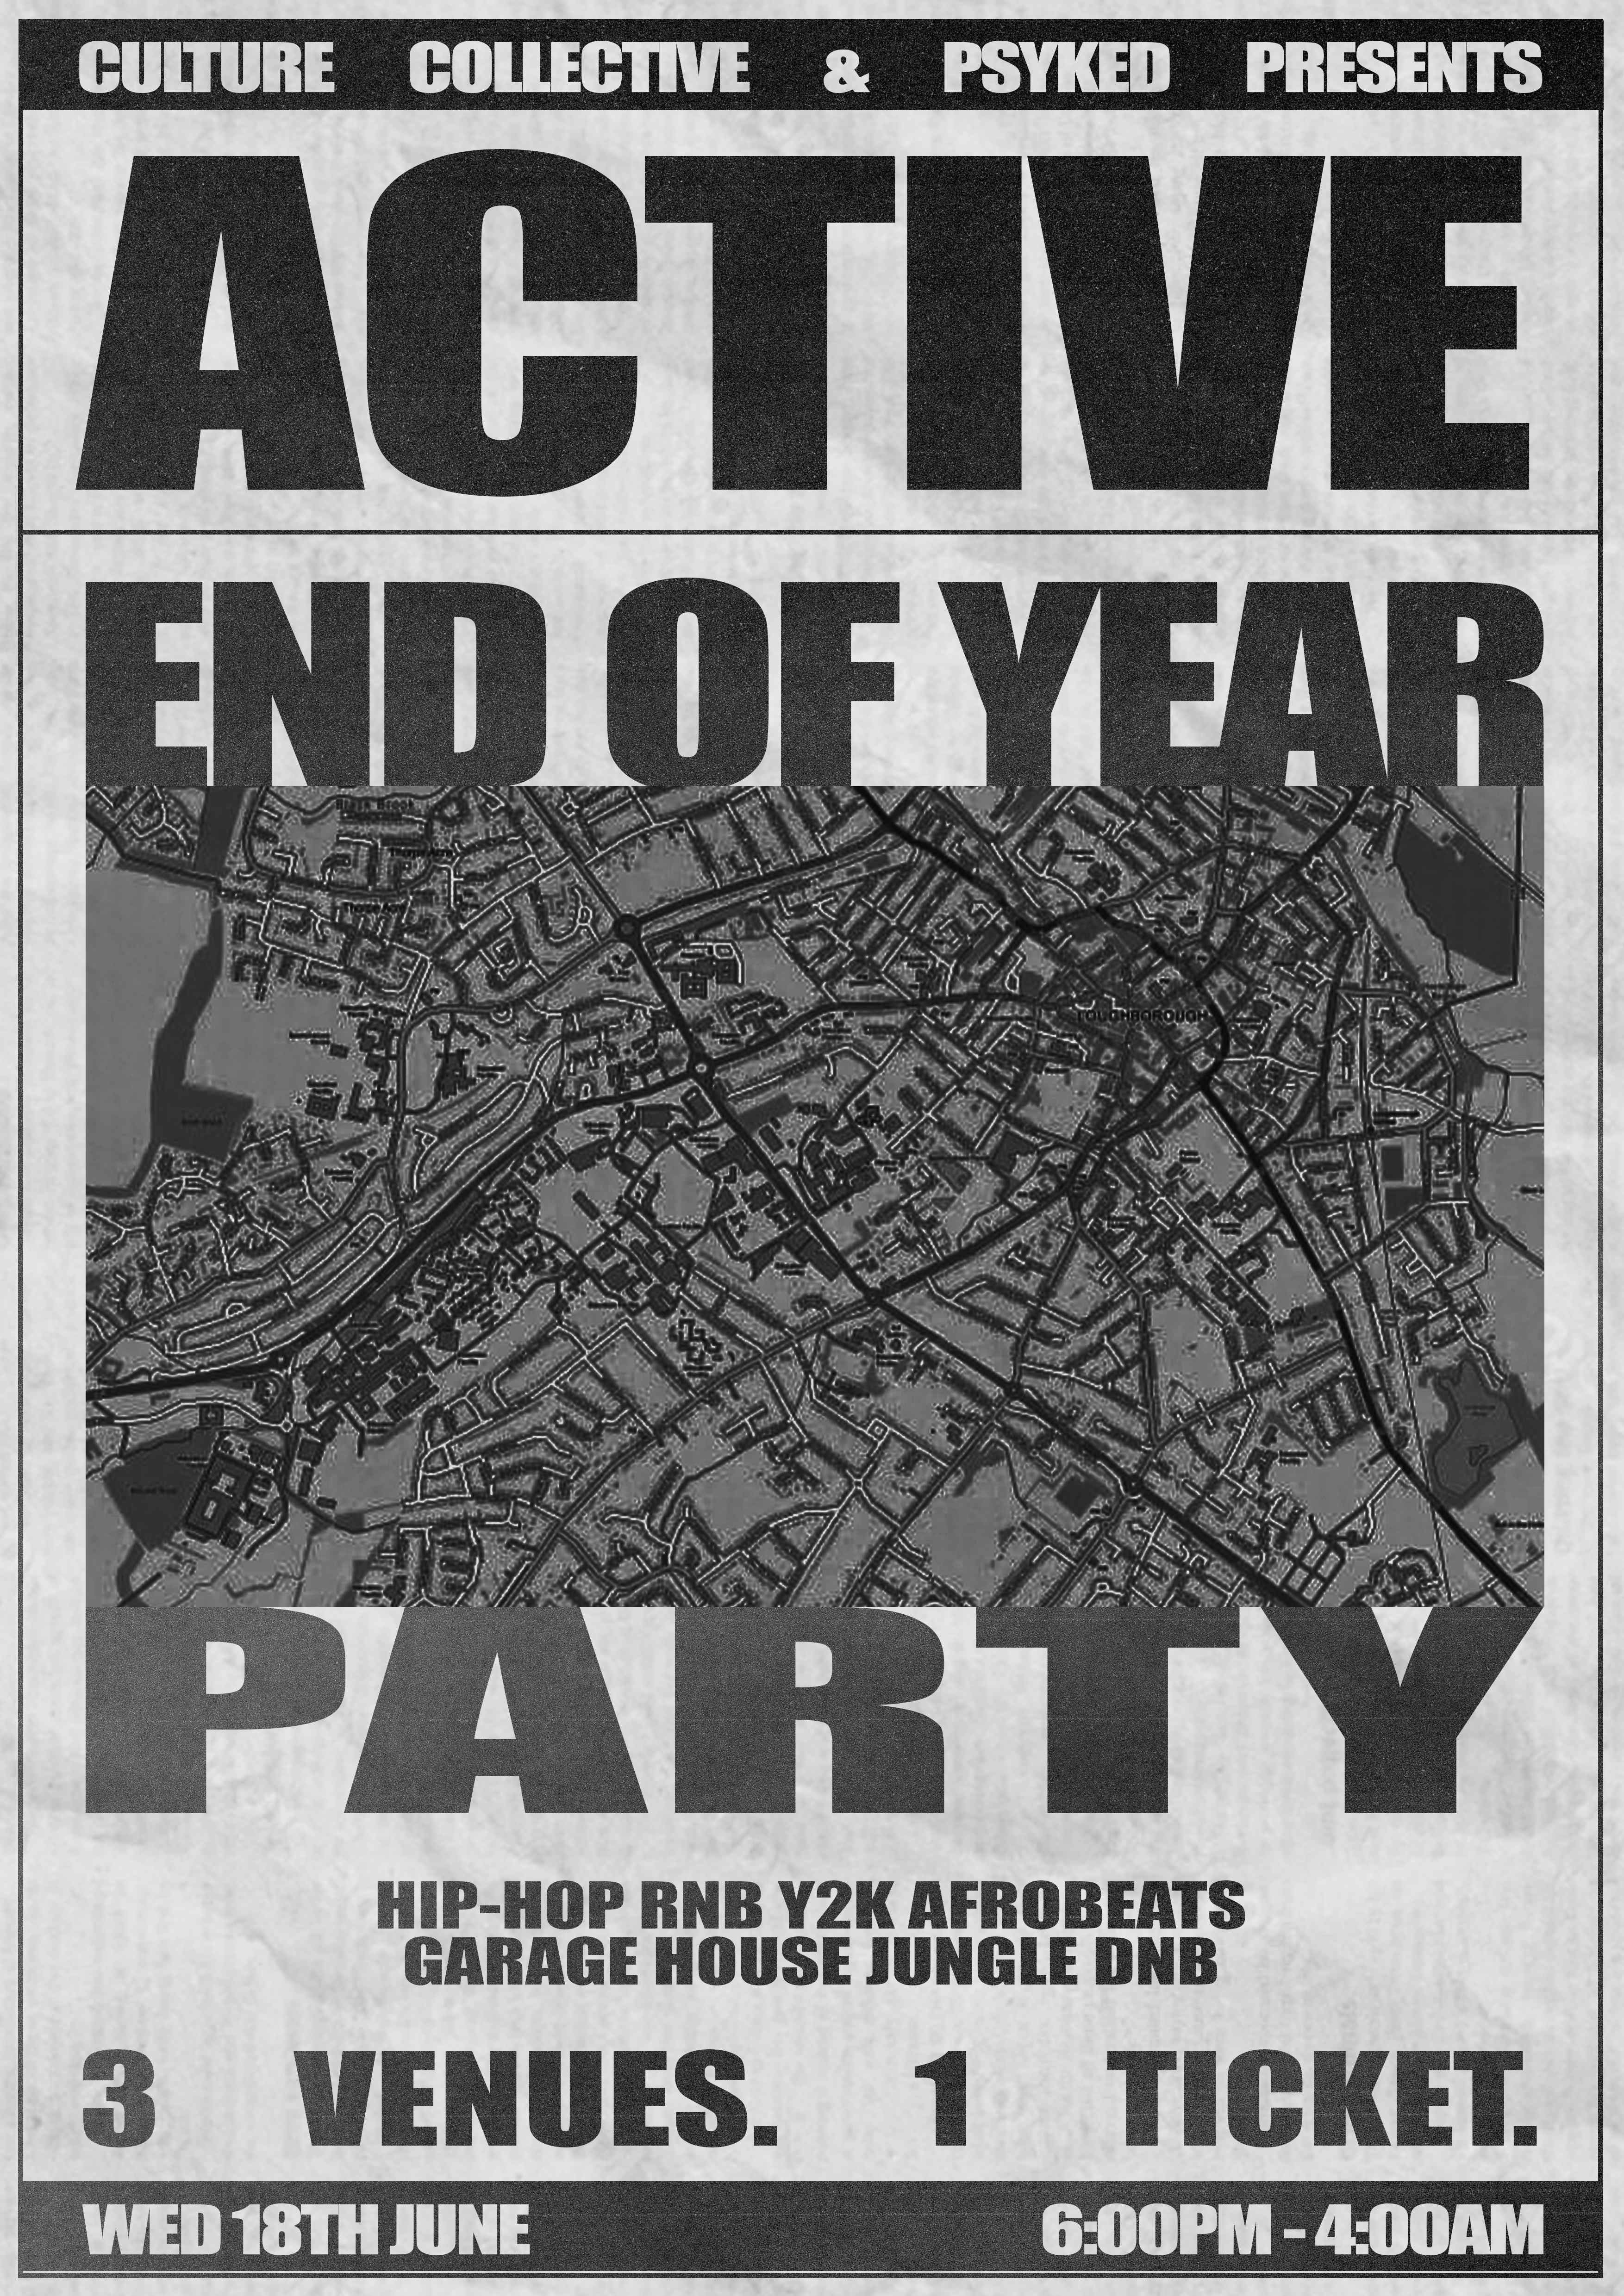 CULTURE COLLECTIVE & PSYKED PRESENTS
ACTIVE
END OF YEAR
LOUGHBOROUGH
PARTY
HIP-HOP RNB Y2K AFROBEATS
GARAGE HOUSE JUNGLE DNB
3 VENUES. 1 TICKET.
WED 18TH JUNE
6:00PM - 4:00AM